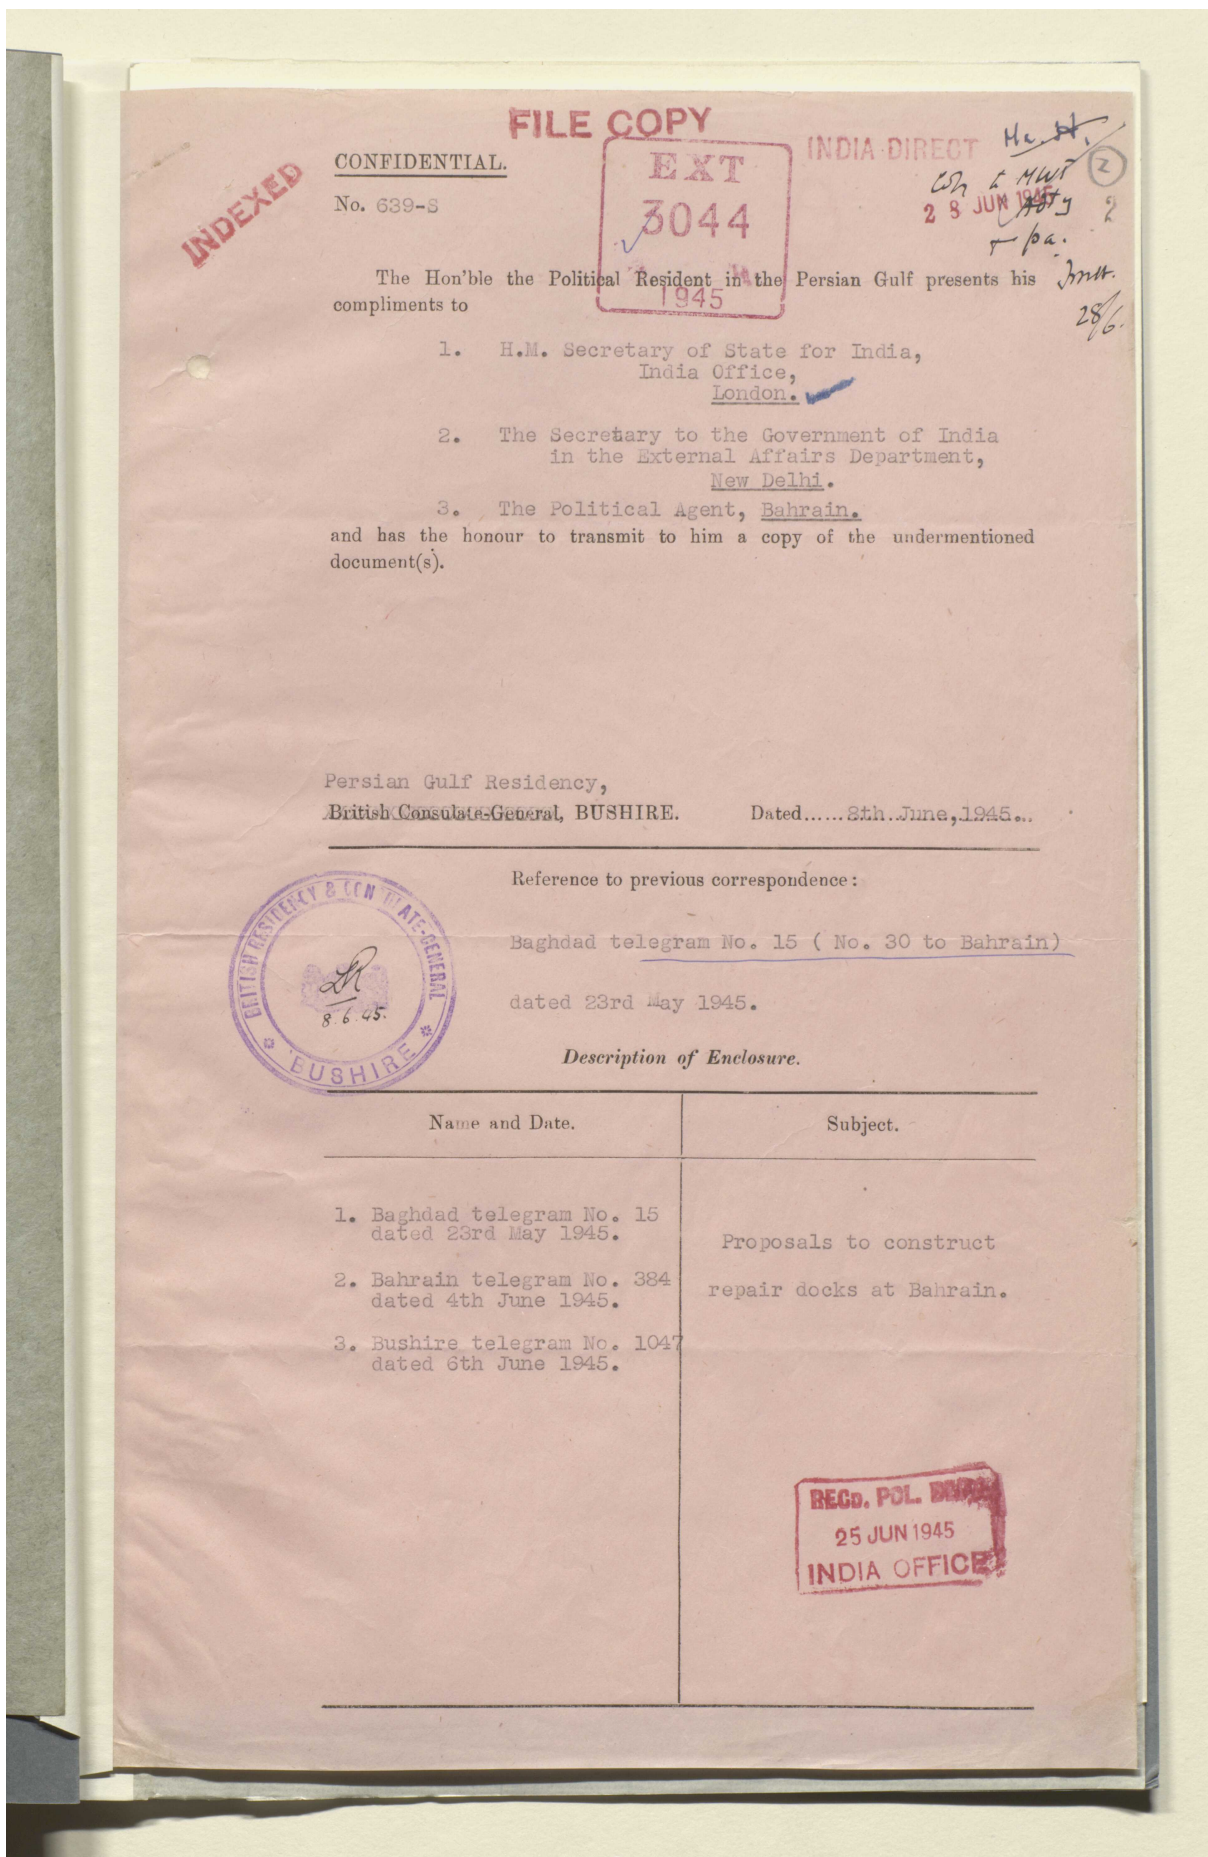 FILE COPY
INDEXED
CONFIDENTIAL.
No. 639-S
EXT
3044
1945
INDIA DIRECT
28 JUN 1945
2
2
+ pa.
28/6.
The Hon'ble the Political Resident in the Persian Gulf presents his
compliments to
1. H.M. Secretary of State for India,
India Office,
London.
2. The Secretary to the Government of India
in the External Affairs Department,
New Delhi.
3. The Political Agent, Bahrain.
and has the honour to transmit to him a copy of the undermentioned
document(s).
Persian Gulf Residency,
British Consulate-General, BUSHIRE. Dated......8th June,1945...
Reference to previous correspondence:
Baghdad telegram No. 15 ( No. 30 to Bahrain)
dated 23rd May 1945.
BRITISH RESIDENCY & CONSULATE-GENERAL
BUSHIRE
8.6.45.
Description of Enclosure.
Name and Date. Subject.
1. Baghdad telegram No. 15
dated 23rd May 1945.
2. Bahrain telegram No. 384
dated 4th June 1945.
3. Bushire telegram No. 1047
dated 6th June 1945.
Proposals to construct
repair docks at Bahrain.
RECD. POL. DEPT.
25 JUN 1945
INDIA OFFICE